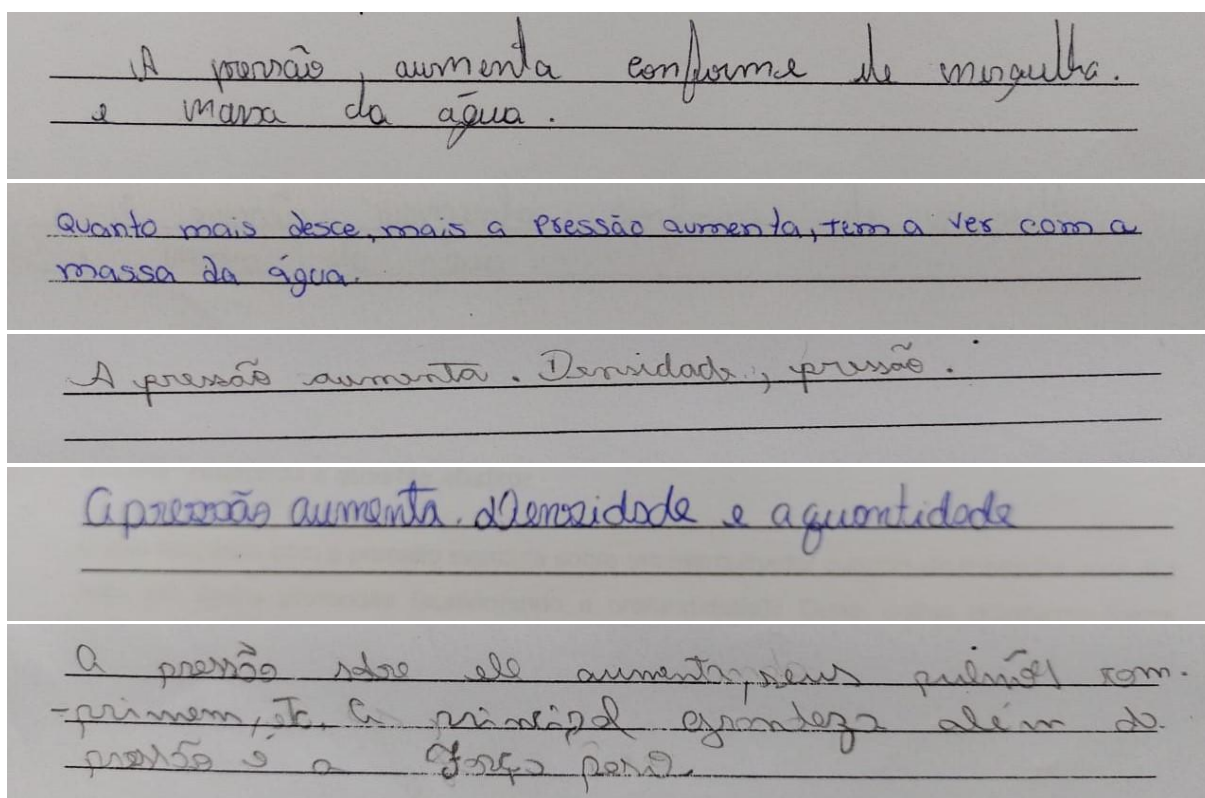 A pressão, aumenta conforme ele mergulha.
e massa da água.
Quanto mais desce, mais a pressão aumenta, tem a ver com a
massa da água.
A pressão aumenta. Densidade, pressão.
A pressão aumenta. Densidade e a quantidade
A pressão sobre ele aumenta, seus pulmões com-
-primem, etc. A principal grandeza além da
pressão é a força peso.